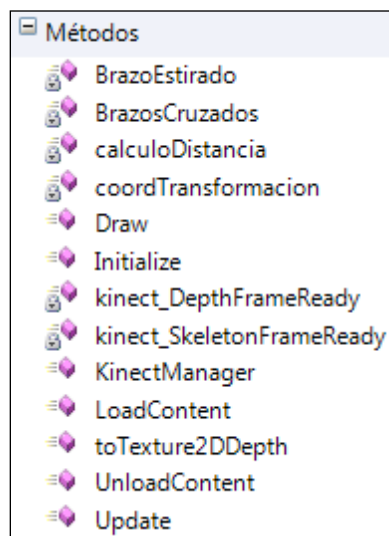 Métodos
BrazoEstirado
BrazosCruzados
calculoDistancia
coordTransformacion
Draw
Initialize
kinect_DepthFrameReady
kinect_SkeletonFrameReady
KinectManager
LoadContent
toTexture2DDepth
UnloadContent
Update